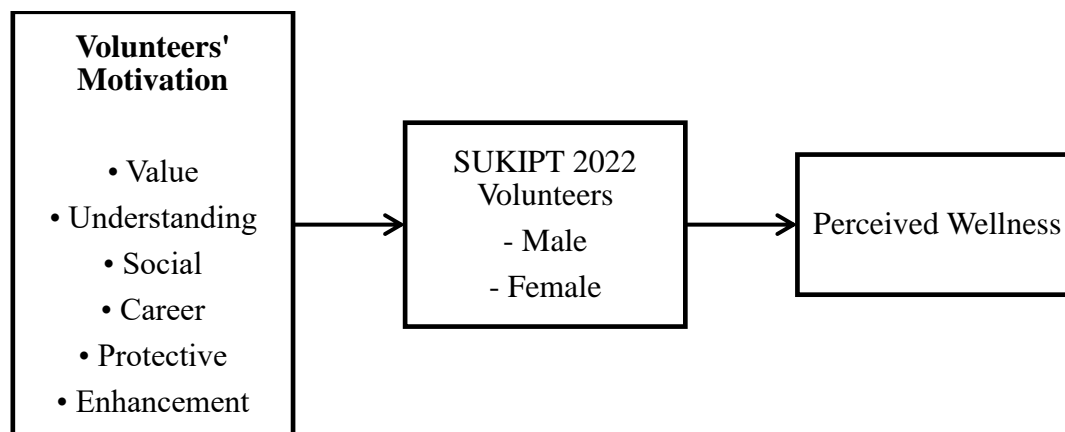 Volunteers'
Motivation
• Value
• Understanding
• Social
• Career
• Protective
• Enhancement
SUKIPT 2022
Volunteers
- Male
- Female
Perceived Wellness